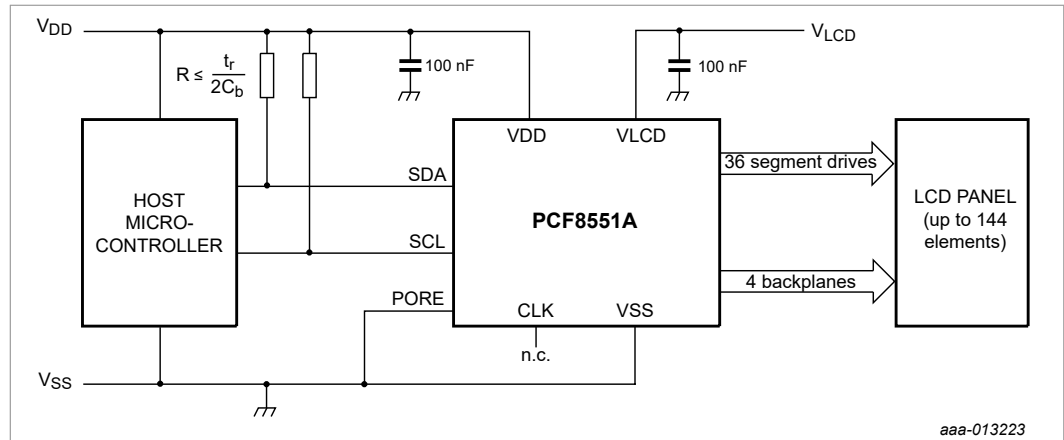 VDD
VLCD
R ≤ tr
2Cb
100 nF
100 nF
VDD
VLCD
SDA
36 segment drives
HOST
MICRO-
CONTROLLER
PCF8551A
LCD PANEL
(up to 144
elements)
SCL
4 backplanes
PORE
CLK
VSS
n.c.
VSS
aaa-013223